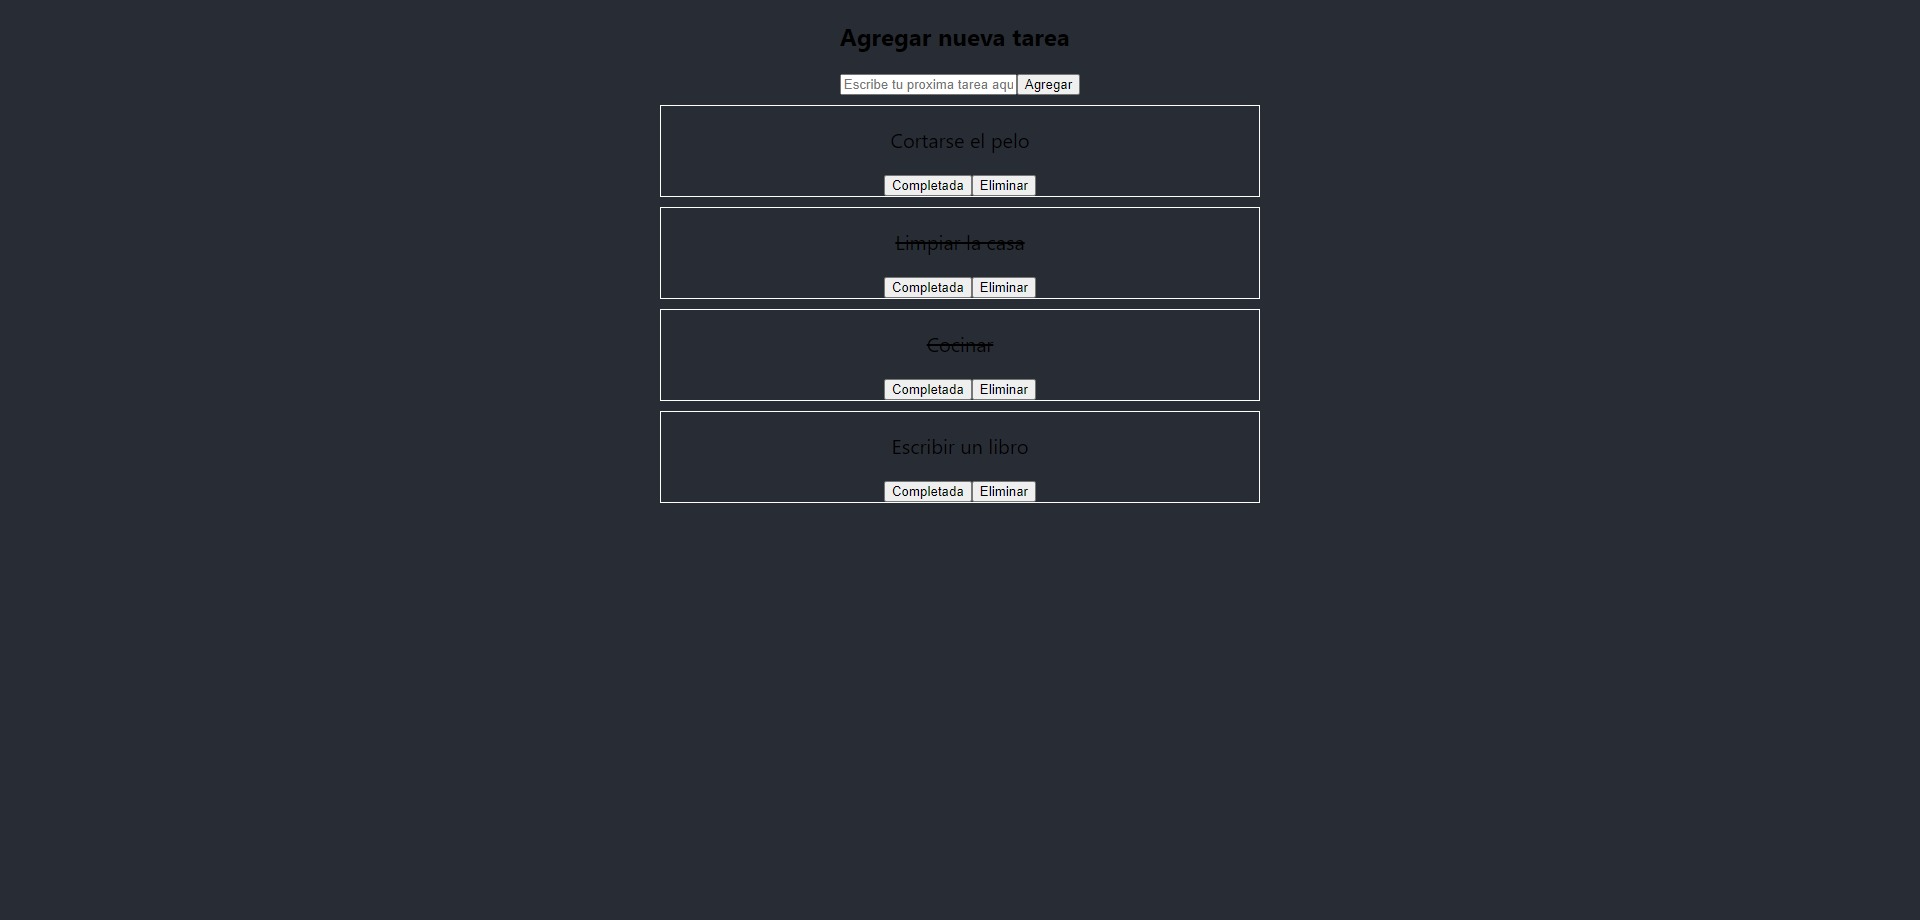 Agregar nueva tarea
Escribe tu proxima tarea aqu Agregar
Cortarse el pelo
Completada Eliminar
Limpiar la casa
Completada Eliminar
Cocinar
Completada Eliminar
Escribir un libro
Completada Eliminar